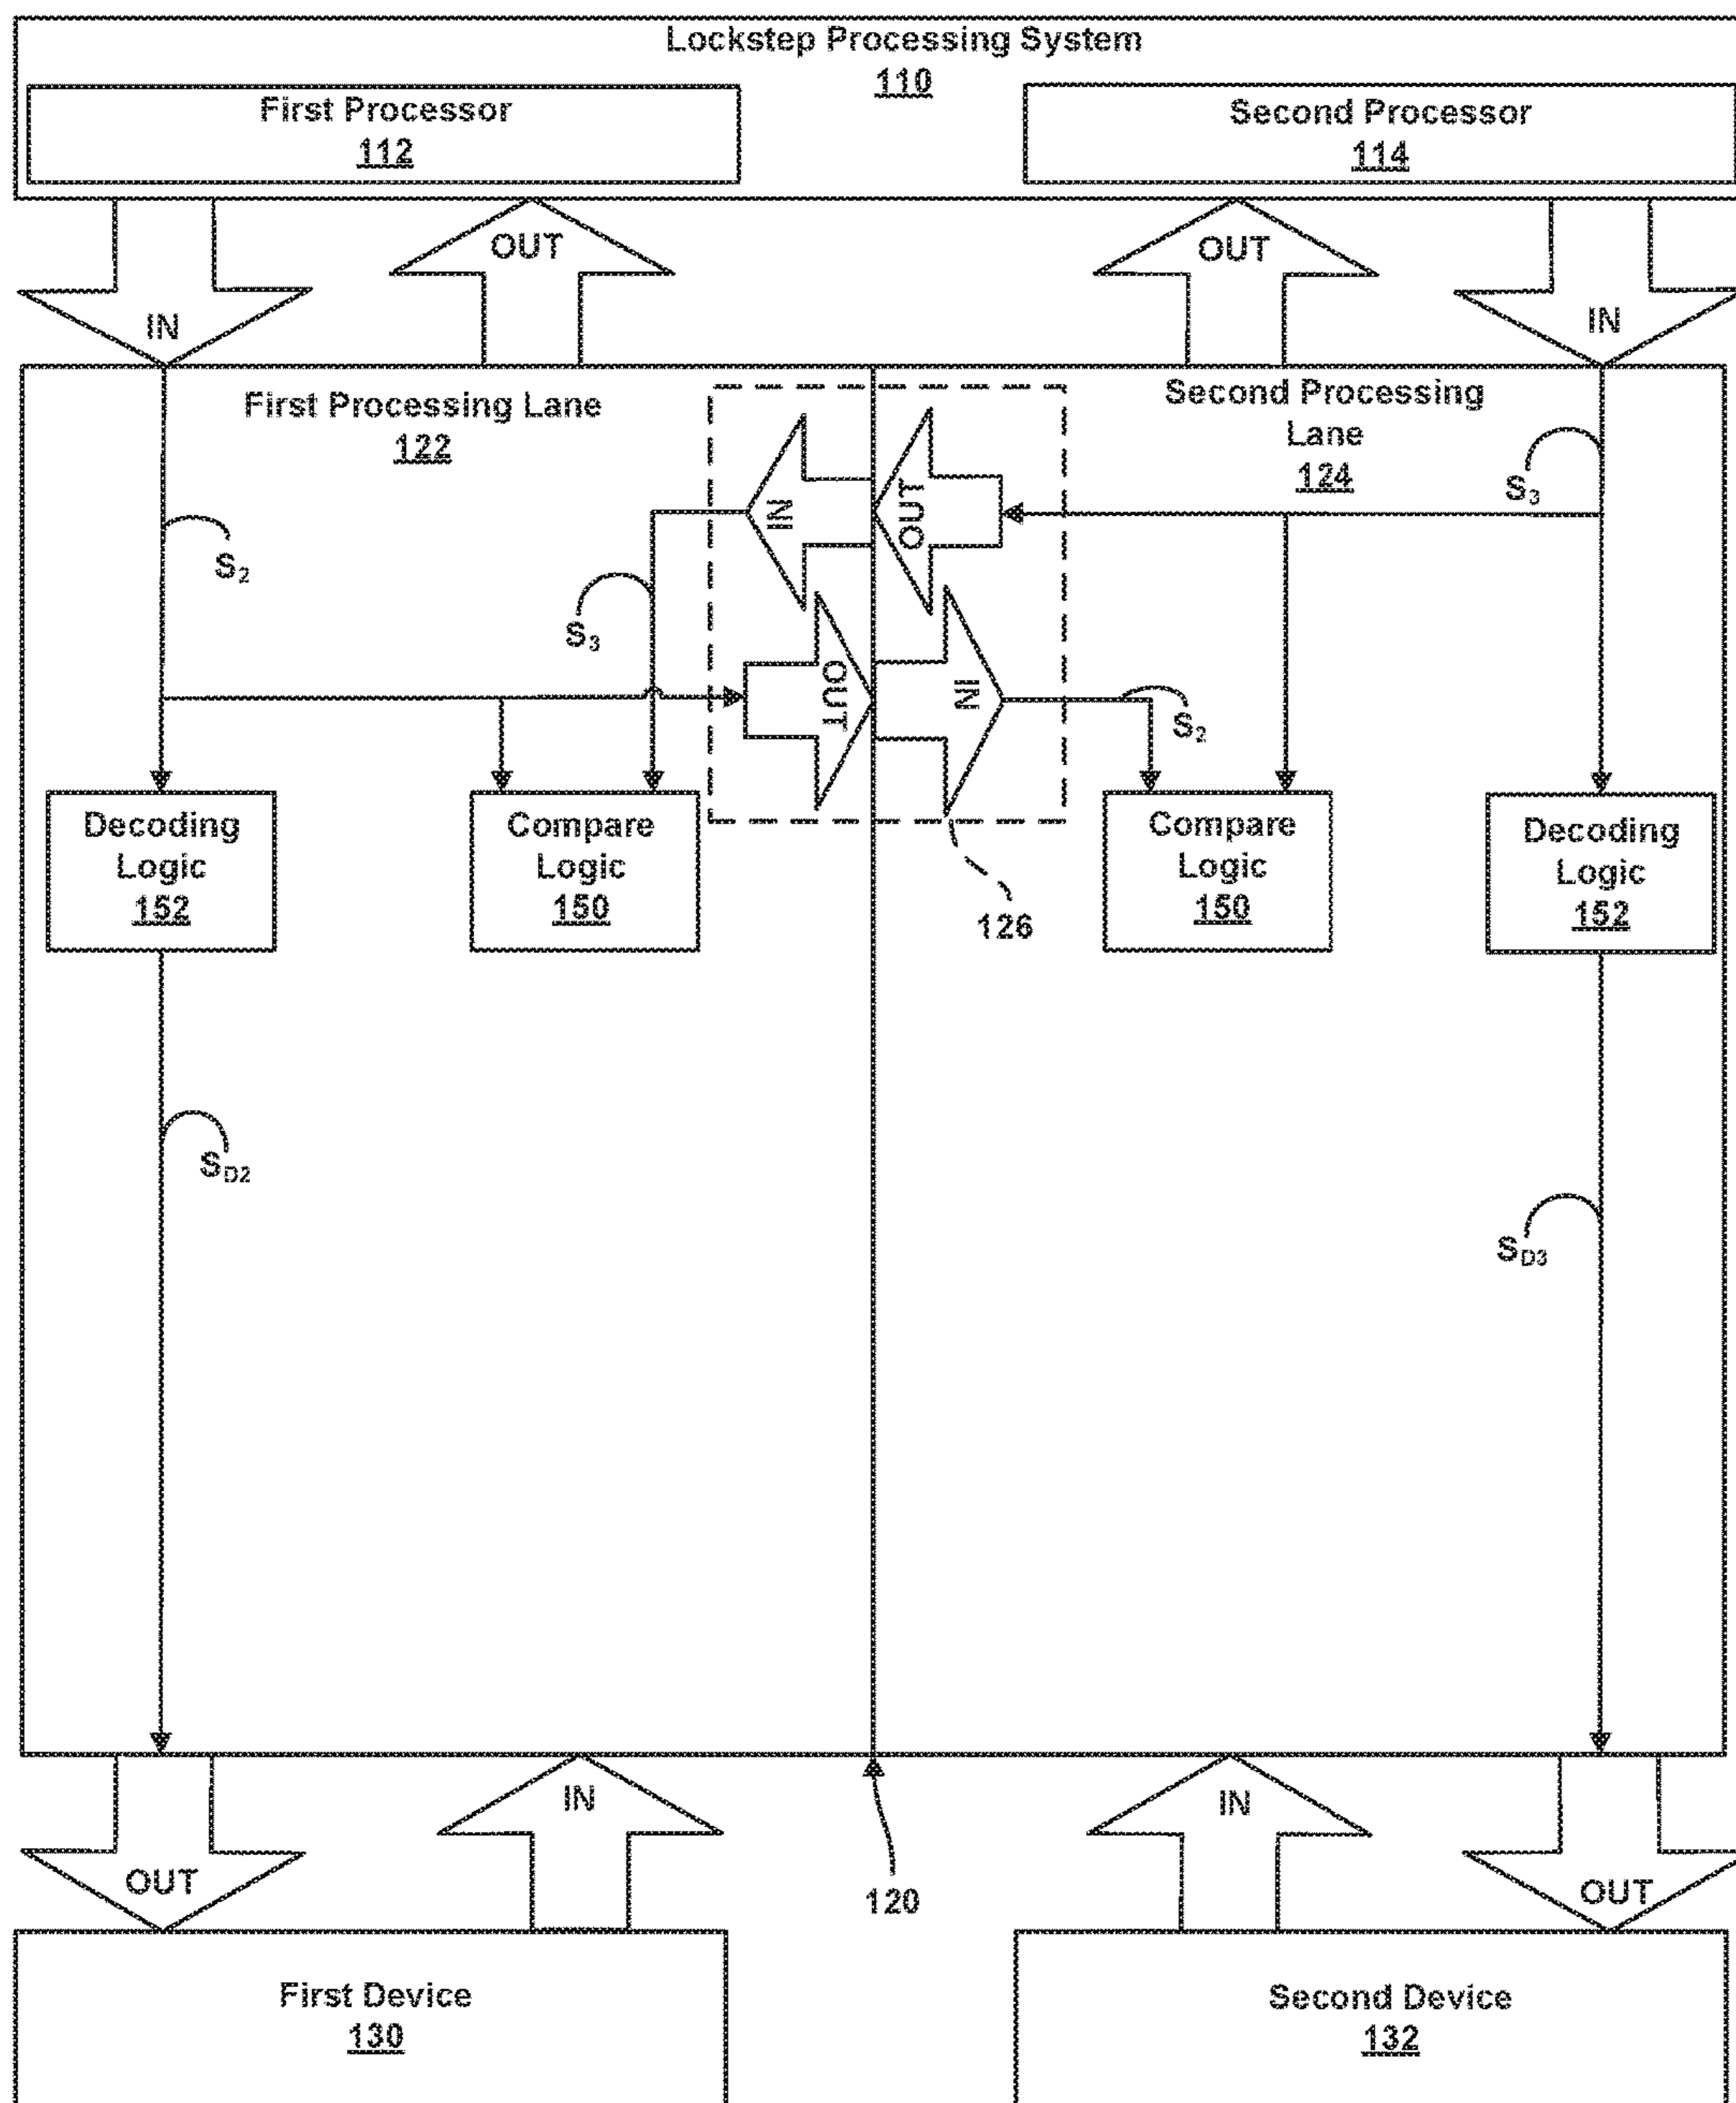 Lockstep Processing System
110
First Processor
112
Second Processor
114
IN
OUT
OUT
IN
First Processing Lane
122
Second Processing
Lane
124
IN
OUT
S3
S2
S3
OUT
IN
S2
Decoding
Logic
152
Compare
Logic
150
Compare
Logic
150
Decoding
Logic
152
126
SD2
SD3
OUT
IN
IN
OUT
120
First Device
130
Second Device
132